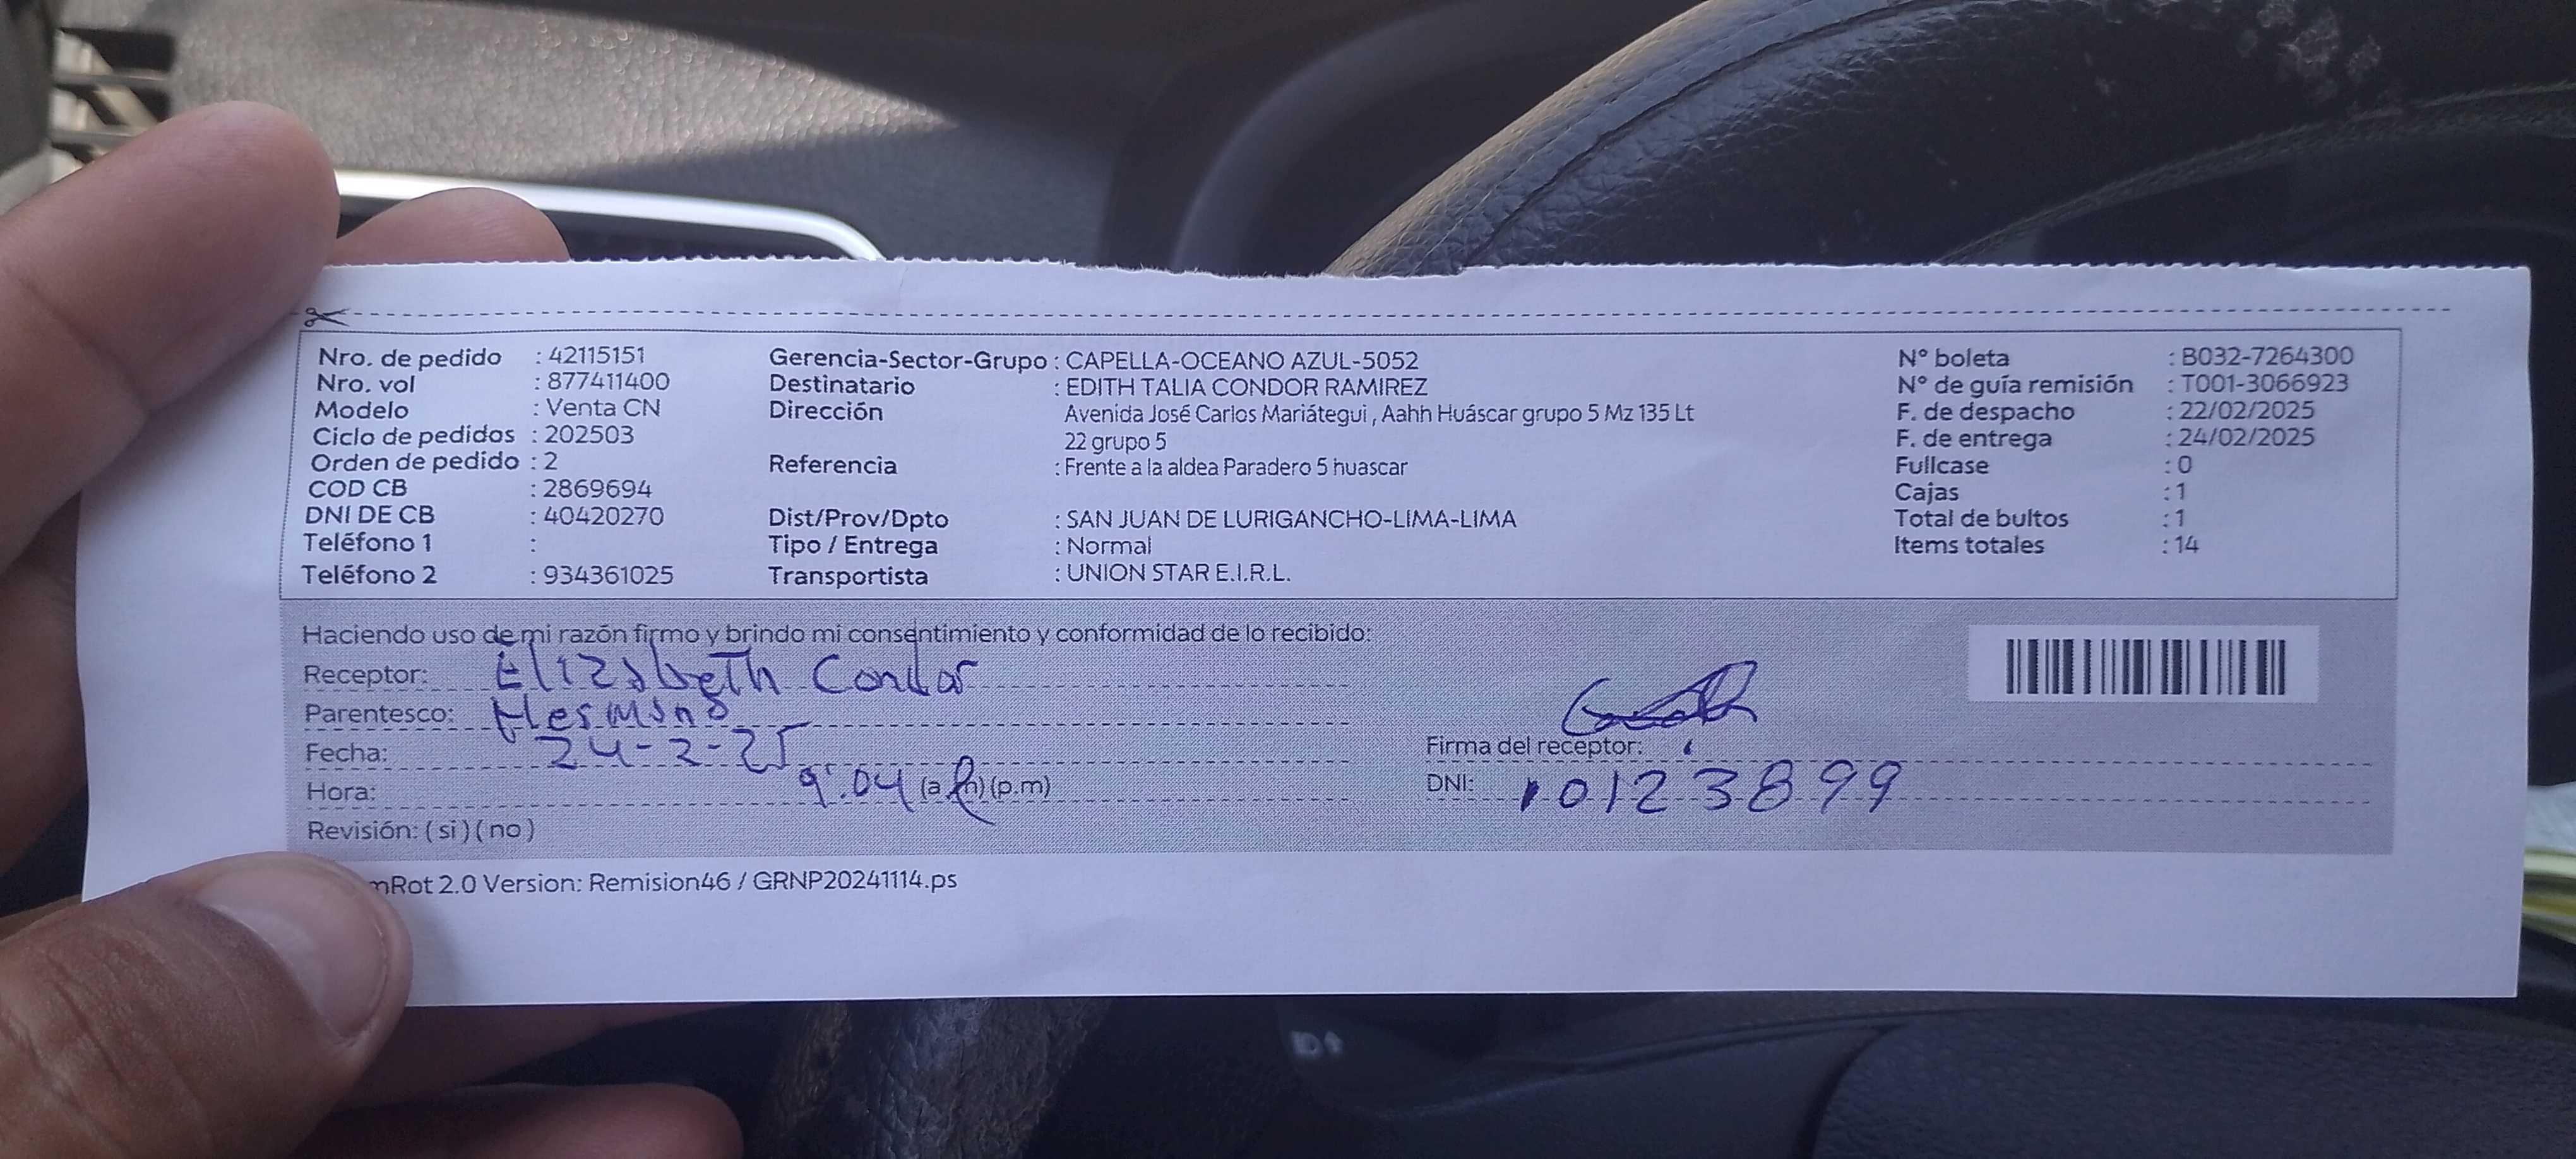 Nro. de pedido : 42115151
Nro. vol : 877411400
Modelo : Venta CN
Ciclo de pedidos : 202503
Orden de pedido : 2
COD CB : 2869694
DNI DE CB : 40420270
Teléfono 1 :
Teléfono 2 : 934361025
Gerencia-Sector-Grupo : CAPELLA-OCEANO AZUL-5052
Destinatario : EDITH TALIA CONDOR RAMIREZ
Dirección Avenida José Carlos Mariátegui , Aahh Huáscar grupo 5 Mz 135 Lt
22 grupo 5
Referencia : Frente a la aldea Paradero 5 huascar
Dist/Prov/Dpto : SAN JUAN DE LURIGANCHO-LIMA-LIMA
Tipo / Entrega : Normal
Transportista : UNION STAR E.I.R.L.
N° boleta : B032-7264300
N° de guía remisión : T001-3066923
F. de despacho : 22/02/2025
F. de entrega : 24/02/2025
Fullcase : 0
Cajas : 1
Total de bultos : 1
Items totales : 14
Haciendo uso de mi razón firmo y brindo mi consentimiento y conformidad de lo recibido:
Receptor: Elizabeth Condor
Parentesco: Hermana
Fecha: 24-2-25
Hora: 9:04 (a.m) (p.m)
Revisión: ( si ) ( no )
Firma del receptor:
DNI: 10123899
mRot 2.0 Version: Remision46 / GRNP20241114.ps